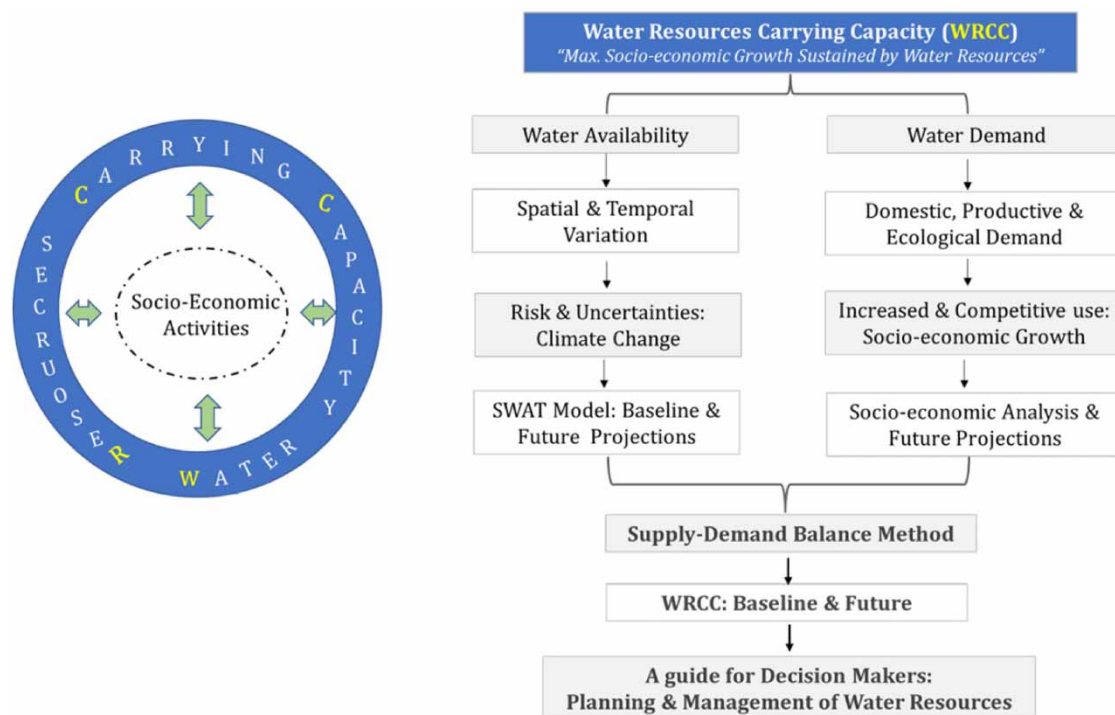 CARRYING CAPACITY
WATER RESOURCES
Socio-Economic
Activities
Water Resources Carrying Capacity (WRCC)
“Max. Socio-economic Growth Sustained by Water Resources”
Water Availability
Spatial & Temporal
Variation
Risk & Uncertainties:
Climate Change
SWAT Model: Baseline &
Future Projections
Water Demand
Domestic, Productive &
Ecological Demand
Increased & Competitive use:
Socio-economic Growth
Socio-economic Analysis &
Future Projections
Supply-Demand Balance Method
WRCC: Baseline & Future
A guide for Decision Makers:
Planning & Management of Water Resources